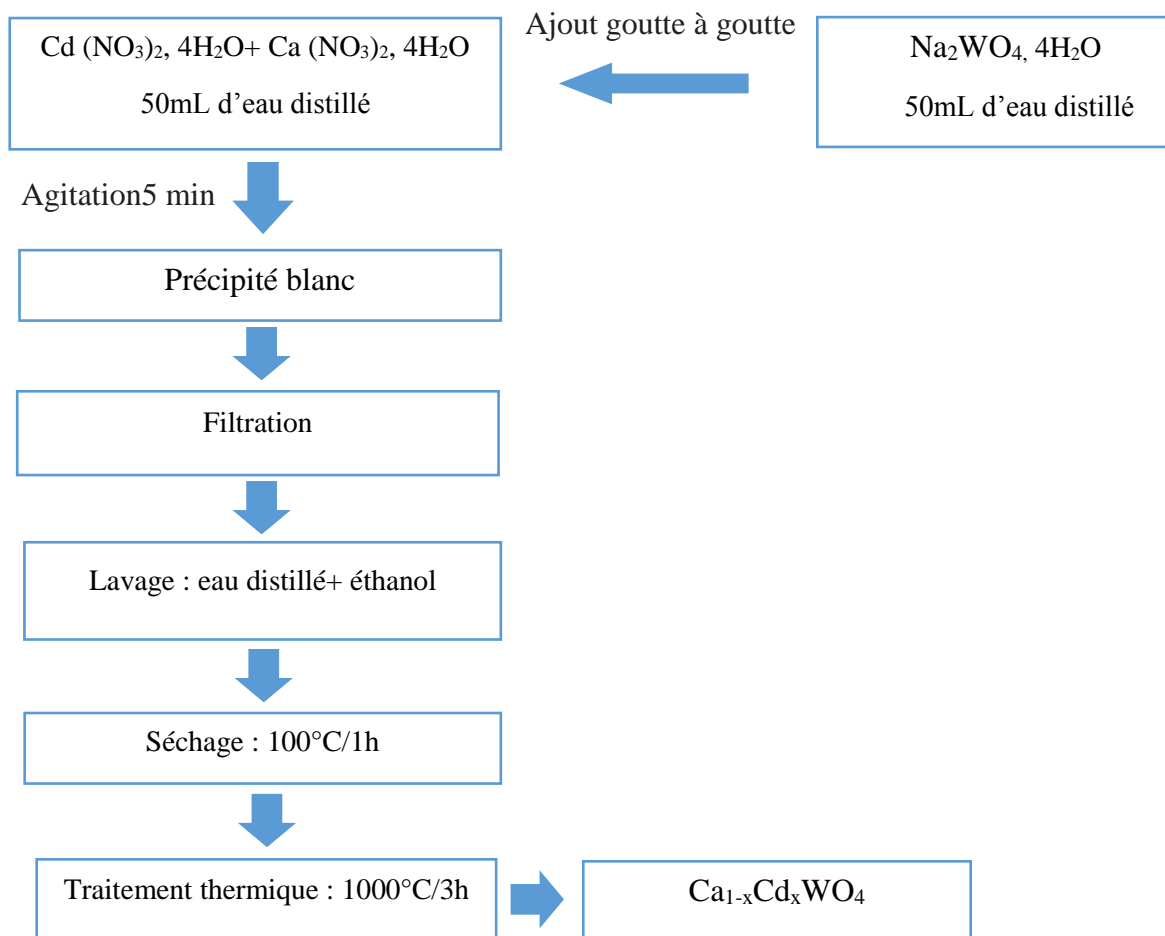 Cd (NO₃)₂, 4H₂O+ Ca (NO₃)₂, 4H₂O
50mL d’eau distillé
Ajout goutte à goutte
Na₂WO₄, 4H₂O
50mL d’eau distillé
Agitation5 min
Précipité blanc
Filtration
Lavage : eau distillé+ éthanol
Séchage : 100°C/1h
Traitement thermique : 1000°C/3h
Ca₁₋ₓCdₓWO₄